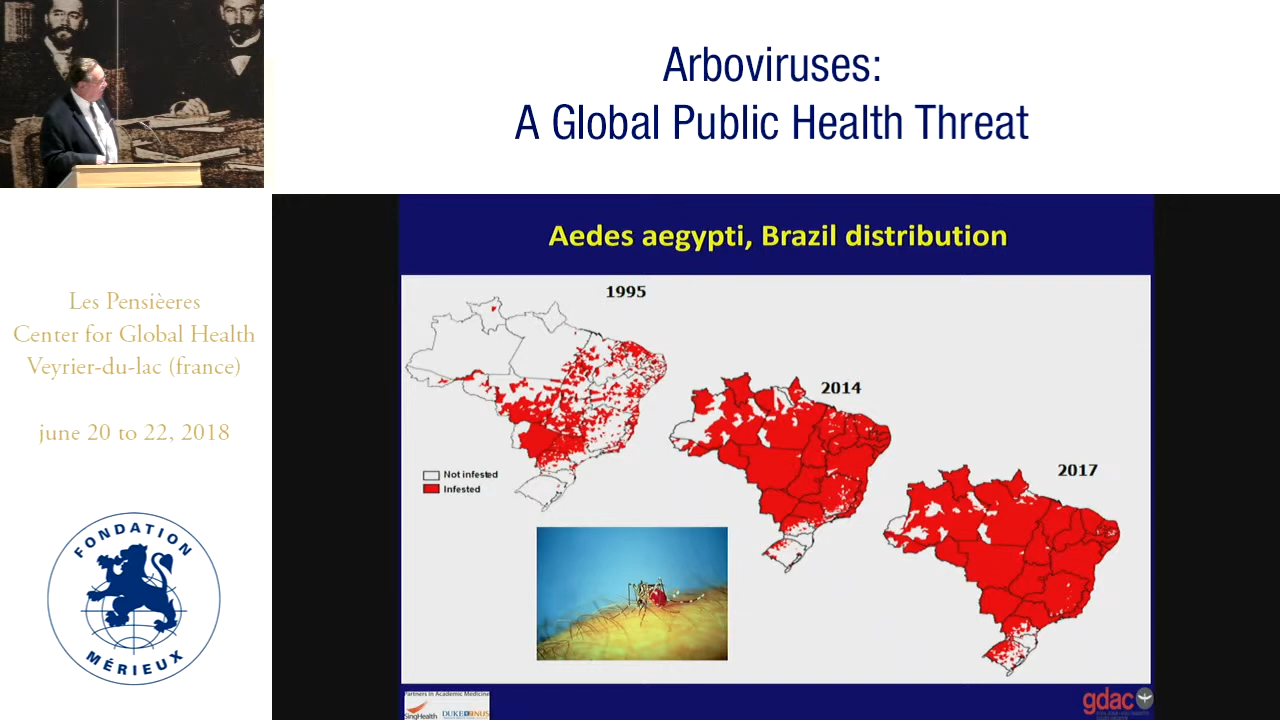 Arboviruses:
A Global Public Health Threat
Les Pensièeres
Center for Global Health
Veyrier-du-lac (france)
june 20 to 22, 2018
FONDATION
MÉRIEUX
Aedes aegypti, Brazil distribution
1995
2014
2017
Not infested
Infested
Partners in Academic Medicine
SingHealth DUKE NUS
gdac